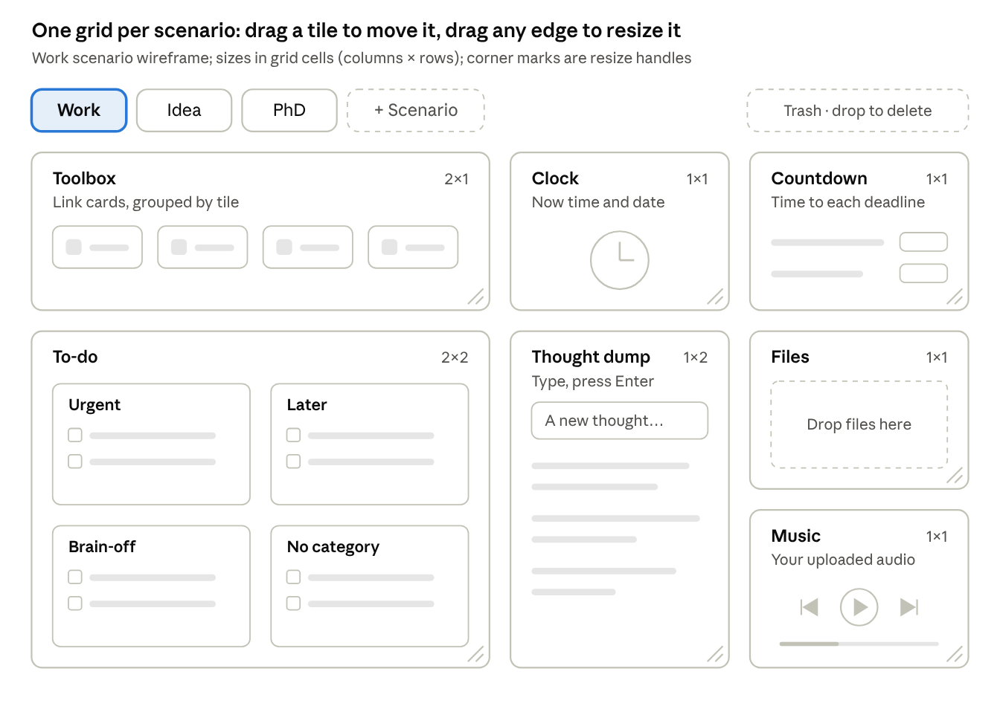 One grid per scenario: drag a tile to move it, drag any edge to resize it
Work scenario wireframe; sizes in grid cells (columns × rows); corner marks are resize handles
Work
Idea
PhD
+ Scenario
Trash · drop to delete
Toolbox
2×1
Link cards, grouped by tile
Clock
1×1
Now time and date
Countdown
1×1
Time to each deadline
To-do
2×2
Urgent
Later
Brain-off
No category
Thought dump
1×2
Type, press Enter
A new thought...
Files
1×1
Drop files here
Music
1×1
Your uploaded audio